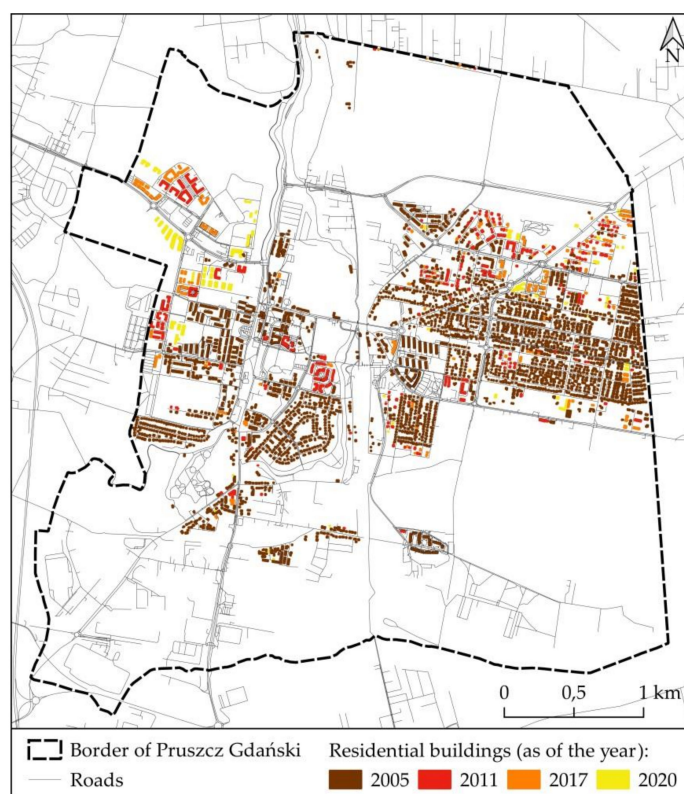 N
0 0,5 1 km
Border of Pruszcz Gdański
Roads
Residential buildings (as of the year):
2005 2011 2017 2020